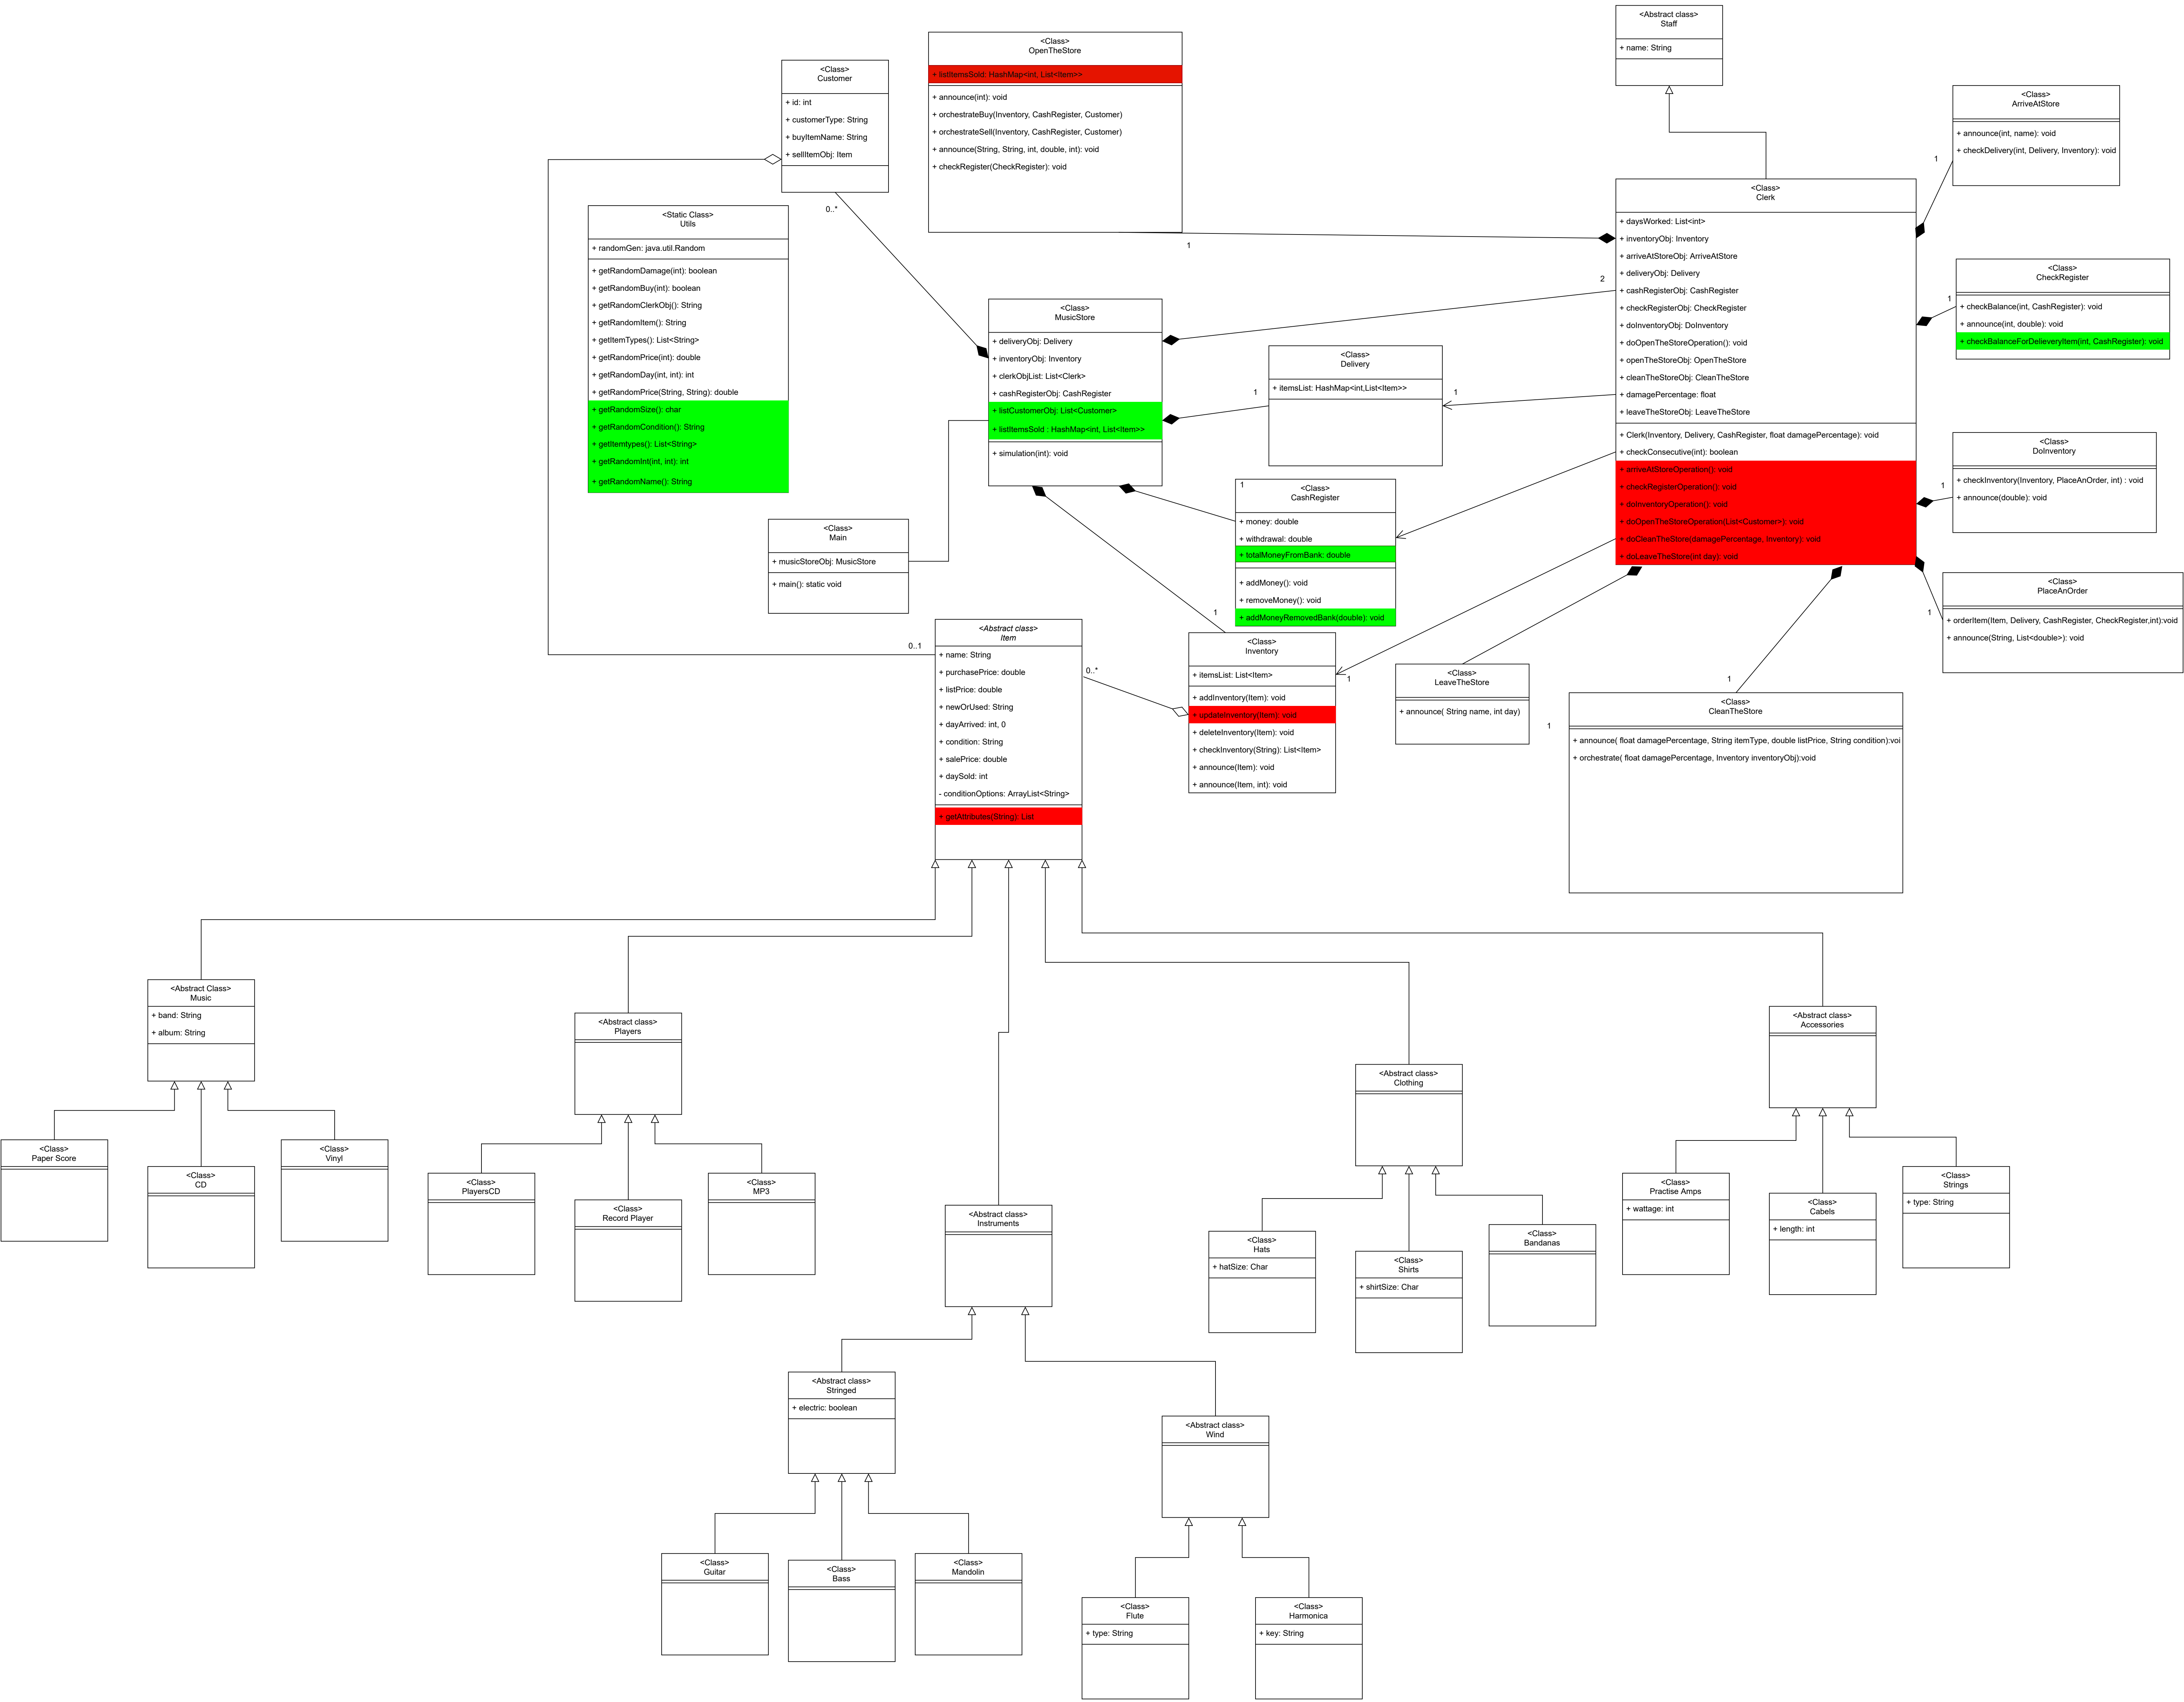 <Abstract class>
Staff
+ name: String
<Class>
OpenTheStore
+ listItemsSold: HashMap<int, List<Item>>
+ announce(int): void
+ orchestrateBuy(Inventory, CashRegister, Customer)
+ orchestrateSell(Inventory, CashRegister, Customer)
+ announce(String, String, int, double, int): void
+ checkRegister(CheckRegister): void
<Class>
Customer
+ id: int
+ customerType: String
+ buyItemName: String
+ sellItemObj: Item
<Class>
ArriveAtStore
+ announce(int, name): void
+ checkDelivery(int, Delivery, Inventory): void
1
0..*
1
<Static Class>
Utils
+ randomGen: java.util.Random
+ getRandomDamage(int): boolean
+ getRandomBuy(int): boolean
+ getRandomClerkObj(): String
+ getRandomItem(): String
+ getItemTypes(): List<String>
+ getRandomPrice(int): double
+ getRandomDay(int, int): int
+ getRandomPrice(String, String): double
+ getRandomSize(): char
+ getRandomCondition(): String
+ getItemtypes(): List<String>
+ getRandomInt(int, int): int
+ getRandomName(): String
<Class>
Clerk
+ daysWorked: List<int>
+ inventoryObj: Inventory
+ arriveAtStoreObj: ArriveAtStore
+ deliveryObj: Delivery
+ cashRegisterObj: CashRegister
+ checkRegisterObj: CheckRegister
+ doInventoryObj: DoInventory
+ doOpenTheStoreOperation(): void
+ openTheStoreObj: OpenTheStore
+ cleanTheStoreObj: CleanTheStore
+ damagePercentage: float
+ leaveTheStoreObj: LeaveTheStore
+ Clerk(Inventory, Delivery, CashRegister, float damagePercentage): void
+ checkConsecutive(int): boolean
+ arriveAtStoreOperation(): void
+ checkRegisterOperation(): void
+ doInventoryOperation(): void
+ doOpenTheStoreOperation(List<Customer>): void
+ doCleanTheStore(damagePercentage, Inventory): void
+ doLeaveTheStore(int day): void
2
<Class>
CheckRegister
+ checkBalance(int, CashRegister): void
+ announce(int, double): void
+ checkBalanceForDelieveryItem(int, CashRegister): void
1
<Class>
MusicStore
+ deliveryObj: Delivery
+ inventoryObj: Inventory
+ clerkObjList: List<Clerk>
+ cashRegisterObj: CashRegister
+ listCustomerObj: List<Customer>
+ listItemsSold : HashMap<int, List<Item>>
+ simulation(int): void
<Class>
Delivery
+ itemsList: HashMap<int,List<Item>>
1
1
<Class>
DoInventory
+ checkInventory(Inventory, PlaceAnOrder, int) : void
+ announce(double): void
1
1
<Class>
CashRegister
+ money: double
+ withdrawal: double
+ totalMoneyFromBank: double
+ addMoney(): void
+ removeMoney(): void
+ addMoneyRemovedBank(double): void
<Class>
Main
+ musicStoreObj: MusicStore
+ main(): static void
<Class>
PlaceAnOrder
+ orderItem(Item, Delivery, CashRegister, CheckRegister,int):void
+ announce(String, List<double>): void
1
1
0..1
<Abstract class>
Item
+ name: String
+ purchasePrice: double
+ listPrice: double
+ newOrUsed: String
+ dayArrived: int, 0
+ condition: String
+ salePrice: double
+ daySold: int
- conditionOptions: ArrayList<String>
+ getAttributes(String): List
0..*
<Class>
Inventory
+ itemsList: List<Item>
+ addInventory(Item): void
+ updateInventory(Item): void
+ deleteInventory(Item): void
+ checkInventory(String): List<Item>
+ announce(Item): void
+ announce(Item, int): void
1
<Class>
LeaveTheStore
+ announce( String name, int day)
1
1
<Class>
CleanTheStore
+ announce( float damagePercentage, String itemType, double listPrice, String condition):voi
+ orchestrate( float damagePercentage, Inventory inventoryObj):void
<Abstract Class>
Music
+ band: String
+ album: String
<Abstract class>
Players
<Abstract class>
Accessories
<Abstract class>
Clothing
<Class>
Paper Score
<Class>
CD
<Class>
Vinyl
<Class>
PlayersCD
<Class>
Record Player
<Class>
MP3
<Abstract class>
Instruments
<Class>
Hats
+ hatSize: Char
<Class>
Shirts
+ shirtSize: Char
<Class>
Bandanas
<Class>
Practise Amps
+ wattage: int
<Class>
Cabels
+ length: int
<Class>
Strings
+ type: String
<Abstract class>
Stringed
+ electric: boolean
<Abstract class>
Wind
<Class>
Guitar
<Class>
Bass
<Class>
Mandolin
<Class>
Flute
+ type: String
<Class>
Harmonica
+ key: String